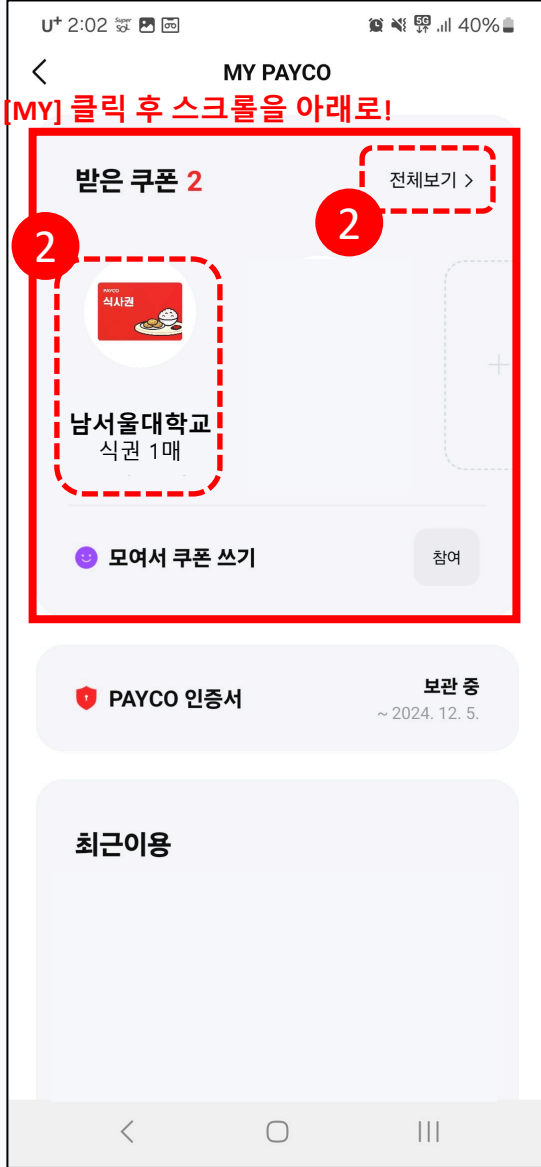 U+ 2:02 Super SOL 5G 40%
MY PAYCO
[MY] 클릭 후 스크롤을 아래로!
받은 쿠폰 2
전체보기 >
2
2
PAYCO
식사권
남서울대학교
식권 1매
모여서 쿠폰 쓰기
참여
PAYCO 인증서
보관 중
~ 2024. 12. 5.
최근이용